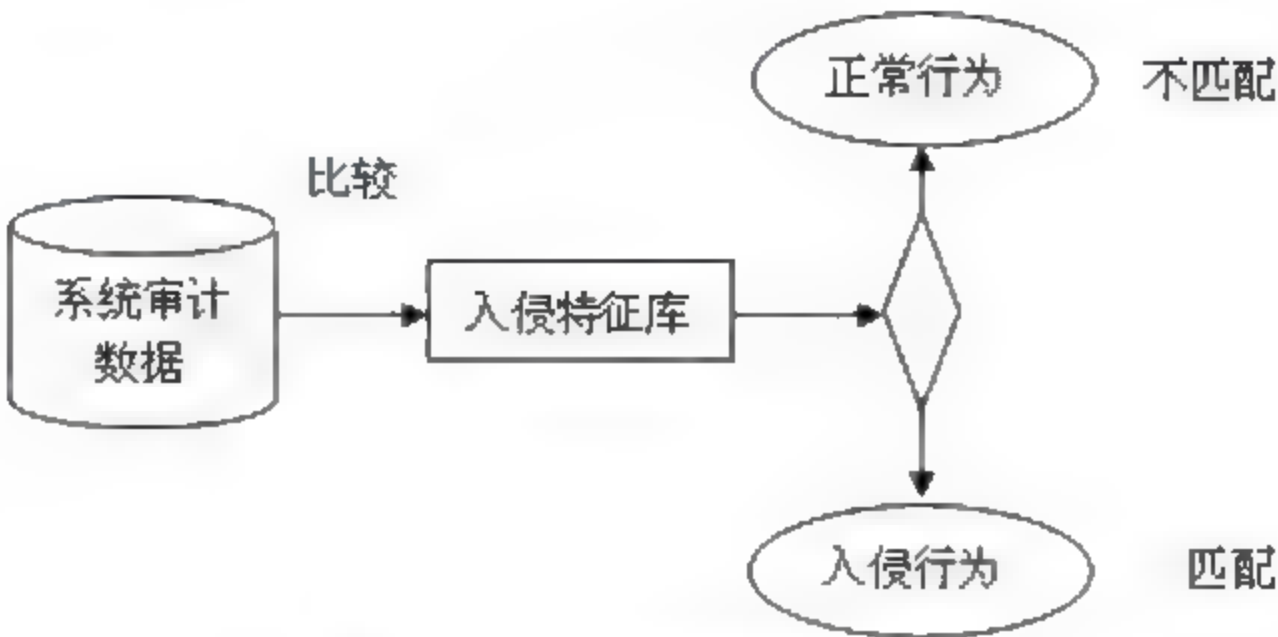 正常行为
不匹配
比较
系统审计
数据
入侵特征库
入侵行为
匹配